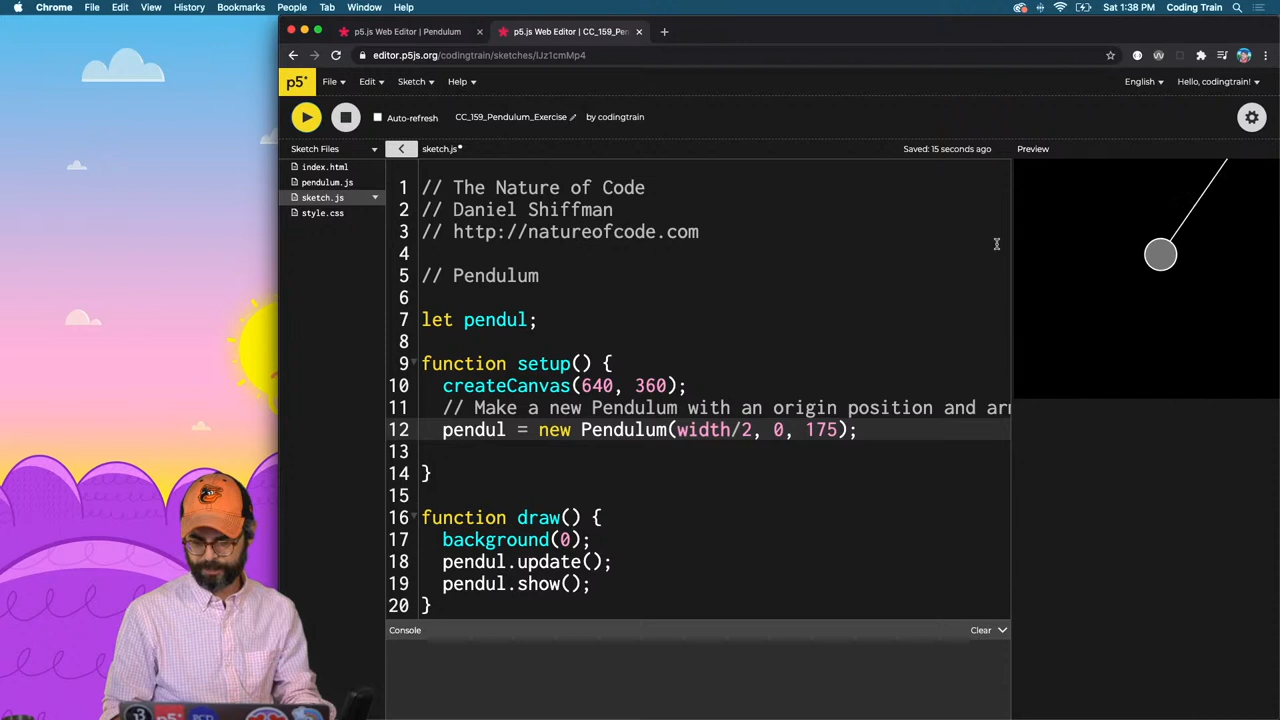 Chrome File Edit View History Bookmarks People Tab Window Help Sat 1:38 PM Coding Train
p5.js Web Editor | Pendulum × p5.js Web Editor | CC_159_Pen × +
editor.p5js.org/codingtrain/sketches/IJz1cmMp4
p5* File Edit Sketch Help English Hello, codingtrain!
Auto-refresh CC_159_Pendulum_Exercise by codingtrain
Sketch Files sketch.js Saved: 15 seconds ago Preview
index.html
pendulum.js
sketch.js
style.css
1 // The Nature of Code
2 // Daniel Shiffman
3 // http://natureofcode.com
4
5 // Pendulum
6
7 let pendul;
8
9 function setup() {
10 createCanvas(640, 360);
11 // Make a new Pendulum with an origin position and arm
12 pendul = new Pendulum(width/2, 0, 175);
13
14 }
15
16 function draw() {
17 background(0);
18 pendul.update();
19 pendul.show();
20 }
Console Clear
p5*